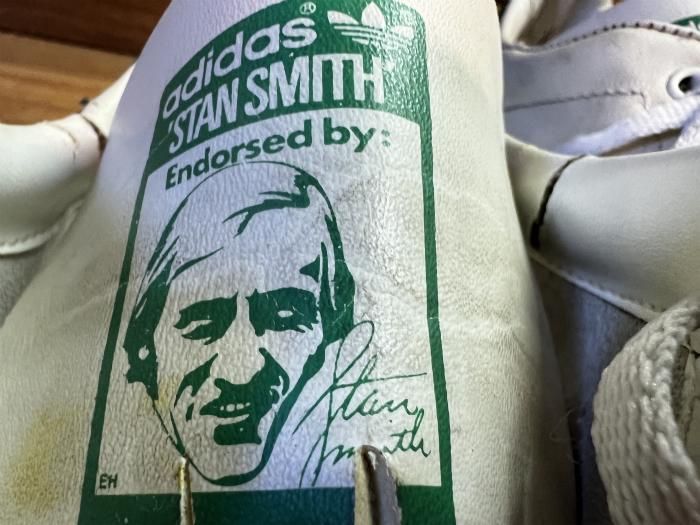 adidas®
'STAN SMITH'
Endorsed by:
Stan
Smith
EH